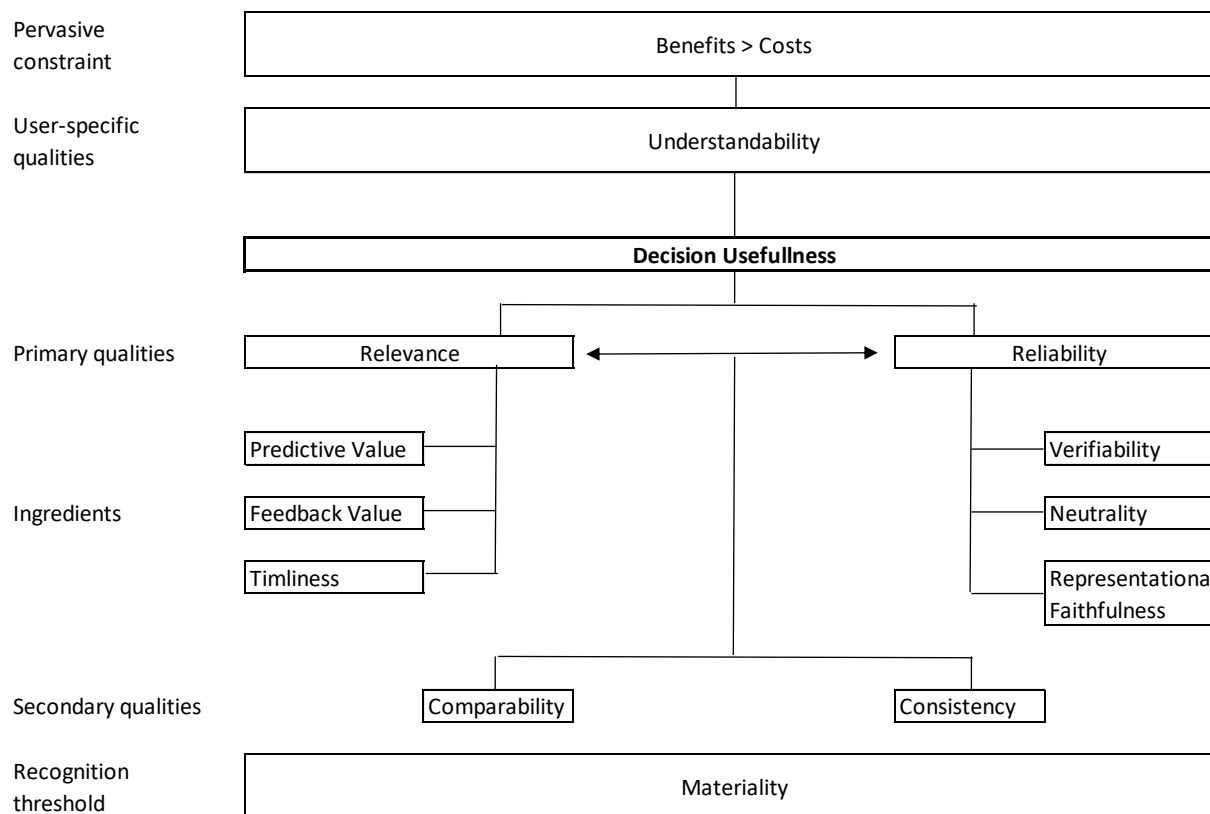 Pervasive
constraint
Benefits > Costs
User-specific
qualities
Understandability
Decision Usefullness
Primary qualities
Relevance
Reliability
Predictive Value
Verifiability
Ingredients
Feedback Value
Neutrality
Timliness
Representational
Faithfulness
Secondary qualities
Comparability
Consistency
Recognition
threshold
Materiality